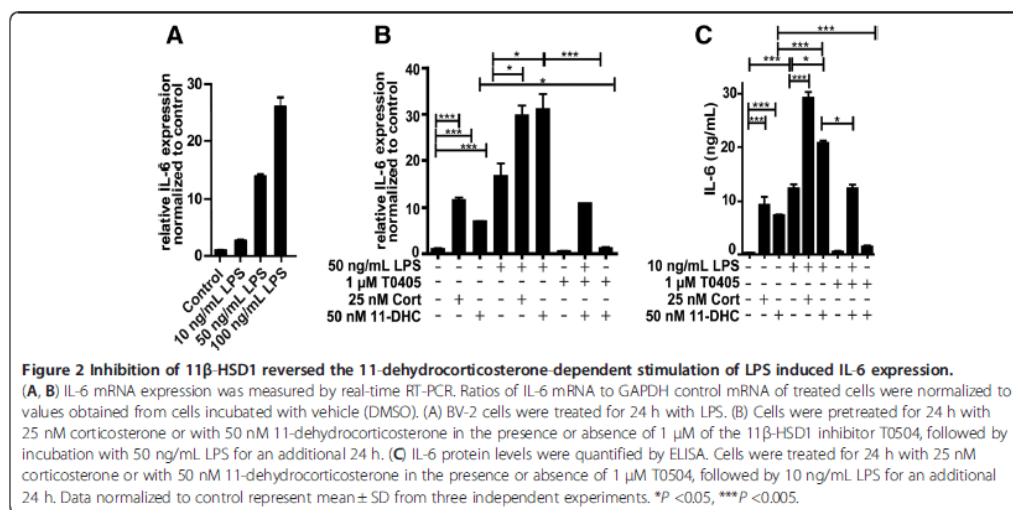 A
B
C
relative IL-6 expression
normalized to control
30
20
10
0
Control
10 ng/mL LPS
50 ng/mL LPS
100 ng/mL LPS
* ***
*
*
***
***
***
relative IL-6 expression
normalized to control
40
30
20
10
0
50 ng/mL LPS
1 µM T0405
25 nM Cort
50 nM 11-DHC
***
***
*** *
***
***
*** *
IL-6 (ng/mL)
30
20
10
0
10 ng/mL LPS
1 µM T0405
25 nM Cort
50 nM 11-DHC
Figure 2 Inhibition of 11β-HSD1 reversed the 11-dehydrocorticosterone-dependent stimulation of LPS induced IL-6 expression.
(A, B) IL-6 mRNA expression was measured by real-time RT-PCR. Ratios of IL-6 mRNA to GAPDH control mRNA of treated cells were normalized to
values obtained from cells incubated with vehicle (DMSO). (A) BV-2 cells were treated for 24 h with LPS. (B) Cells were pretreated for 24 h with
25 nM corticosterone or with 50 nM 11-dehydrocorticosterone in the presence or absence of 1 μM of the 11β-HSD1 inhibitor T0504, followed by
incubation with 50 ng/mL LPS for an additional 24 h. (C) IL-6 protein levels were quantified by ELISA. Cells were treated for 24 h with 25 nM
corticosterone or with 50 nM 11-dehydrocorticosterone in the presence or absence of 1 μM T0504, followed by 10 ng/mL LPS for an additional
24 h. Data normalized to control represent mean ± SD from three independent experiments. *P <0.05, ***P <0.005.